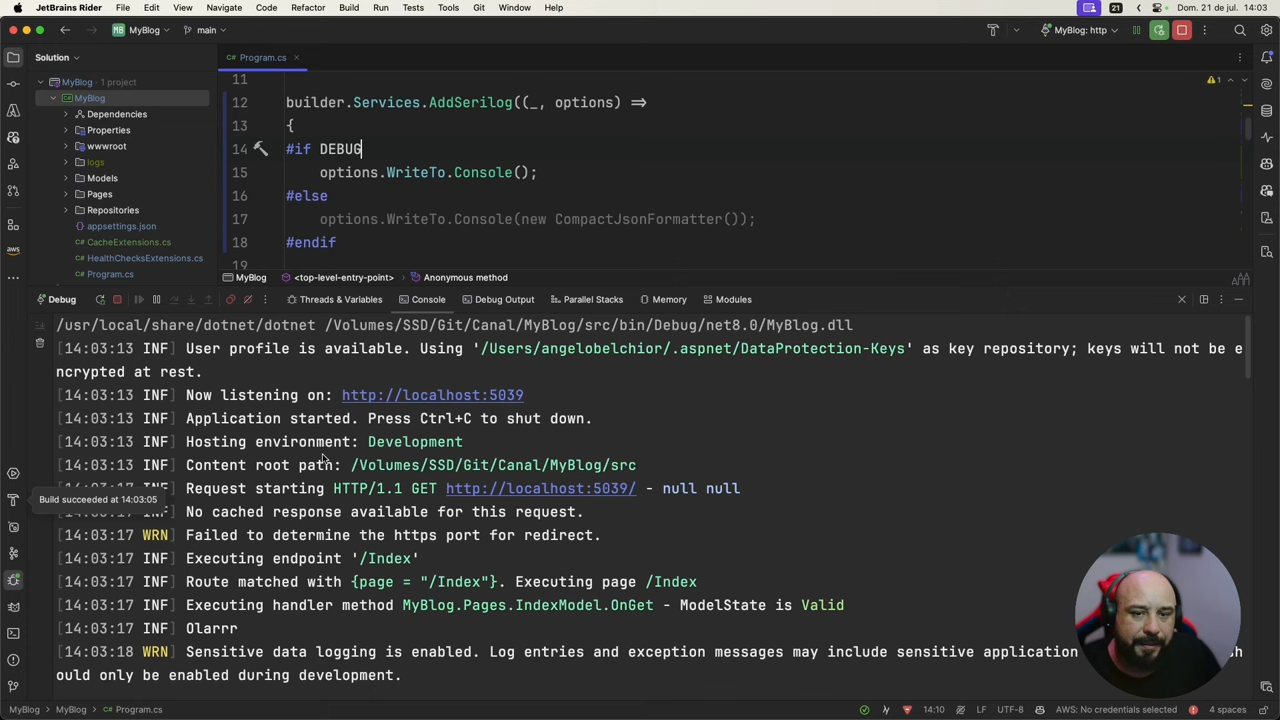 JetBrains Rider File Edit View Navigate Code Refactor Build Run Tests Tools Git Window Help 21 Dom. 21 de jul. 14:03
MB MyBlog main MyBlog: http
Solution
C# Program.cs
MyBlog 1 project
MyBlog
Dependencies
Properties
wwwroot
logs
Models
Pages
Repositories
appsettings.json
C# CacheExtensions.cs
C# HealthChecksExtensions.cs
C# Program.cs
11
12 builder.Services.AddSerilog((_, options) =>
13 {
14 #if DEBUG
15 options.WriteTo.Console();
16 #else
17 options.WriteTo.Console(new CompactJsonFormatter());
18 #endif
19
1
MyBlog <top-level-entry-point> Anonymous method
Debug Threads & Variables Console Debug Output Parallel Stacks Memory Modules
/usr/local/share/dotnet/dotnet /Volumes/SSD/Git/Canal/MyBlog/src/bin/Debug/net8.0/MyBlog.dll
[14:03:13 INF] User profile is available. Using '/Users/angelobelchior/.aspnet/DataProtection-Keys' as key repository; keys will not be e
ncrypted at rest.
[14:03:13 INF] Now listening on: http://localhost:5039
[14:03:13 INF] Application started. Press Ctrl+C to shut down.
[14:03:13 INF] Hosting environment: Development
[14:03:13 INF] Content root path: /Volumes/SSD/Git/Canal/MyBlog/src
[14:03:17 INF] Request starting HTTP/1.1 GET http://localhost:5039/ - null null
Build succeeded at 14:03:05
[14:03:17 INF] No cached response available for this request.
[14:03:17 WRN] Failed to determine the https port for redirect.
[14:03:17 INF] Executing endpoint '/Index'
[14:03:17 INF] Route matched with {page = "/Index"}. Executing page /Index
[14:03:17 INF] Executing handler method MyBlog.Pages.IndexModel.OnGet - ModelState is Valid
[14:03:17 INF] Olarrr
[14:03:18 WRN] Sensitive data logging is enabled. Log entries and exception messages may include sensitive application
ould only be enabled during development.
MyBlog MyBlog C# Program.cs 14:10 LF UTF-8 AWS: No credentials selected 4 spaces